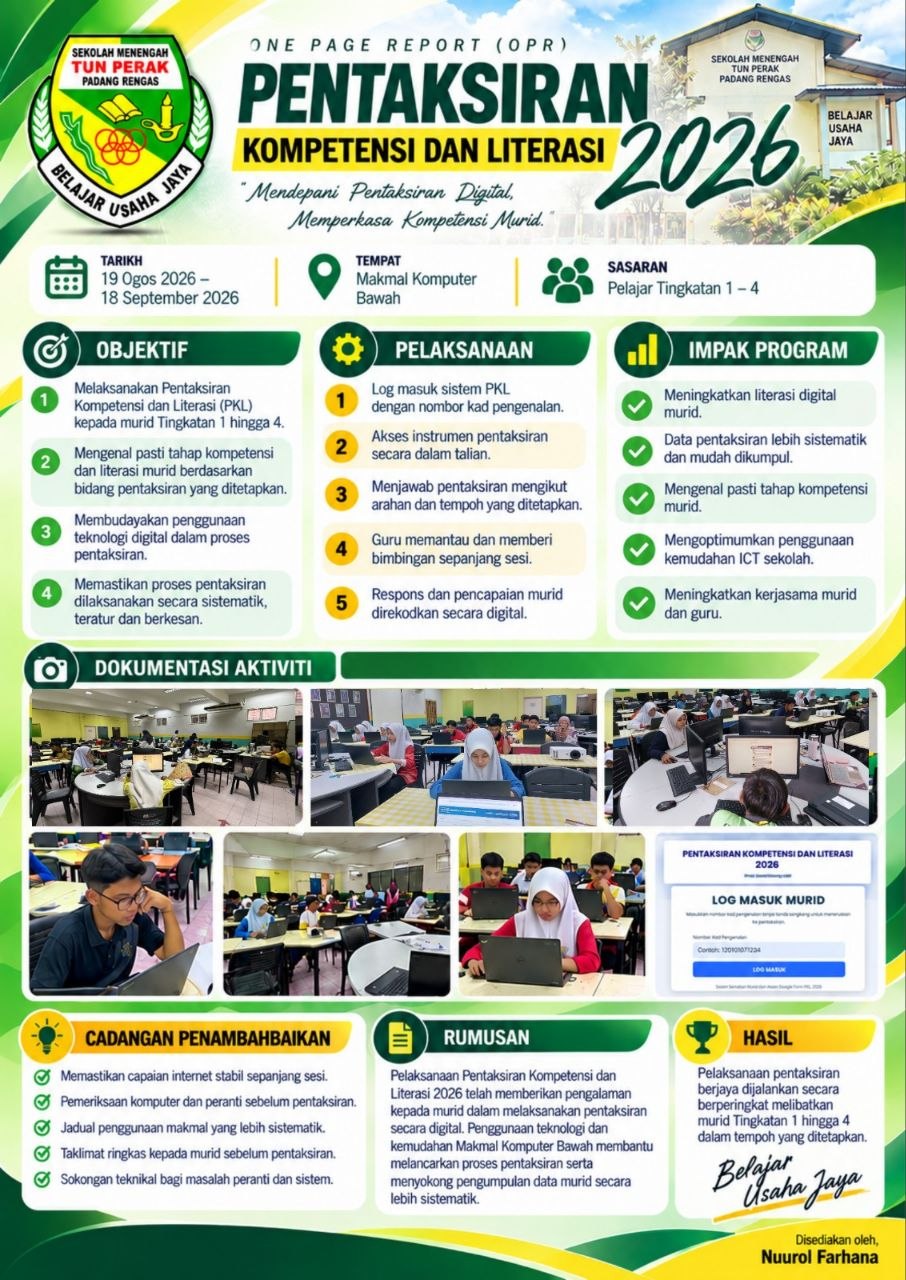 SEKOLAH MENENGAH
TUN PERAK
PADANG RENGAS
BELAJAR USAHA JAYA
ONE PAGE REPORT (OPR)
PENTAKSIRAN
KOMPETENSI DAN LITERASI
2026
"Mendepani Pentaksiran Digital,
Memperkasa Kompetensi Murid."
SEKOLAH MENENGAH
TUN PERAK
PADANG RENGAS
BELAJAR
USAHA
JAYA
TARIKH
19 Ogos 2026 –
18 September 2026
TEMPAT
Makmal Komputer
Bawah
SASARAN
Pelajar Tingkatan 1 – 4
OBJEKTIF
1
Melaksanakan Pentaksiran
Kompetensi dan Literasi (PKL)
kepada murid Tingkatan 1 hingga 4.
2
Mengenal pasti tahap kompetensi
dan literasi murid berdasarkan
bidang pentaksiran yang ditetapkan.
3
Membudayakan penggunaan
teknologi digital dalam proses
pentaksiran.
4
Memastikan proses pentaksiran
dilaksanakan secara sistematik,
teratur dan berkesan.
PELAKSANAAN
1
Log masuk sistem PKL
dengan nombor kad pengenalan.
2
Akses instrumen pentaksiran
secara dalam talian.
3
Menjawab pentaksiran mengikut
arahan dan tempoh yang ditetapkan.
4
Guru memantau dan memberi
bimbingan sepanjang sesi.
5
Respons dan pencapaian murid
direkodkan secara digital.
IMPAK PROGRAM
Meningkatkan literasi digital
murid.
Data pentaksiran lebih sistematik
dan mudah dikumpul.
Mengenal pasti tahap kompetensi
murid.
Mengoptimumkan penggunaan
kemudahan ICT sekolah.
Meningkatkan kerjasama murid
dan guru.
DOKUMENTASI AKTIVITI
PENTAKSIRAN KOMPETENSI DAN LITERASI
2026
LOG MASUK MURID
Nombor Kad Pengenalan
Contoh: 120101071234
LOG MASUK
CADANGAN PENAMBAHBAIKAN
Memastikan capaian internet stabil sepanjang sesi.
Pemeriksaan komputer dan peranti sebelum pentaksiran.
Jadual penggunaan makmal yang lebih sistematik.
Taklimat ringkas kepada murid sebelum pentaksiran.
Sokongan teknikal bagi masalah peranti dan sistem.
RUMUSAN
Pelaksanaan Pentaksiran Kompetensi dan
Literasi 2026 telah memberikan pengalaman
kepada murid dalam melaksanakan pentaksiran
secara digital. Penggunaan teknologi dan
kemudahan Makmal Komputer Bawah membantu
melancarkan proses pentaksiran serta
menyokong pengumpulan data murid secara
lebih sistematik.
HASIL
Pelaksanaan pentaksiran
berjaya dijalankan secara
berperingkat melibatkan
murid Tingkatan 1 hingga 4
dalam tempoh yang ditetapkan.
Belajar
Usaha Jaya
Disediakan oleh,
Nuurol Farhana